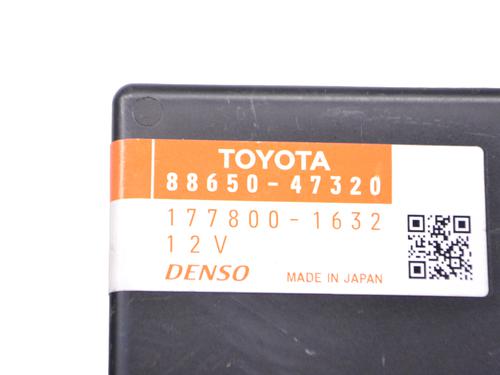 TOYOTA
88650-47320
177800-1632
12V
DENSO MADE IN JAPAN